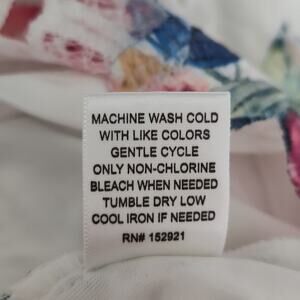 MACHINE WASH COLD
WITH LIKE COLORS
GENTLE CYCLE
ONLY NON-CHLORINE
BLEACH WHEN NEEDED
TUMBLE DRY LOW
COOL IRON IF NEEDED
RN# 152921